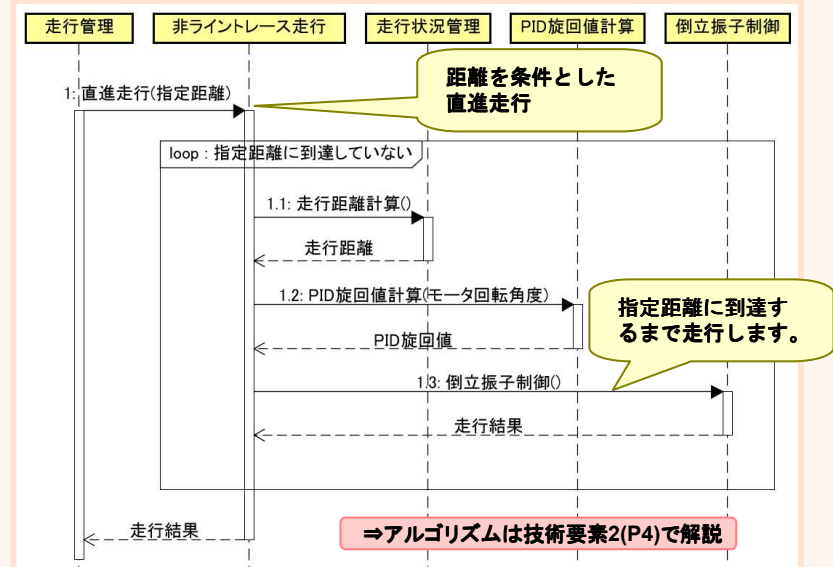 走行管理
非ライントレース走行
走行状況管理
PID旋回値計算
倒立振子制御
距離を条件とした
直進走行
1: 直進走行(指定距離)
loop : 指定距離に到達していない
1.1: 走行距離計算()
走行距離
1.2: PID旋回値計算(モータ回転角度)
指定距離に到達す
るまで走行します。
PID旋回値
1.3: 倒立振子制御()
走行結果
走行結果
⇒アルゴリズムは技術要素2(P4)で解説